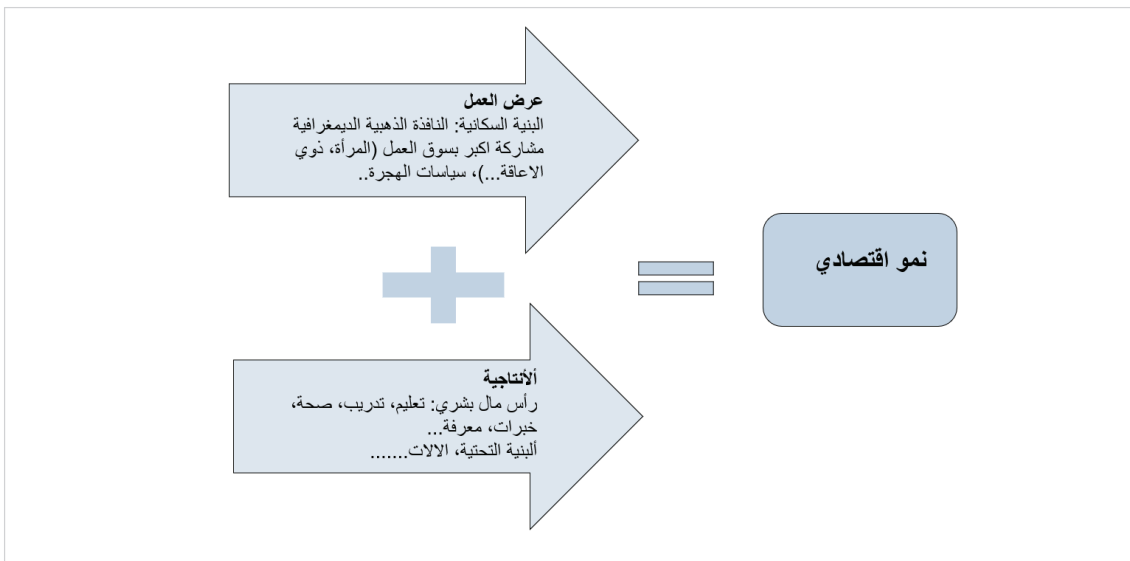 عرض العمل
البنية السكانية: النافذة الذهبية الديمغرافية
مشاركة اكبر بسوق العمل (المرأة، ذوي
الاعاقة...)، سياسات الهجرة..
نمو اقتصادي
ألأنتاجية
رأس مال بشري: تعليم، تدريب، صحة،
خبرات، معرفة...
ألبنية التحتية، الالات.......